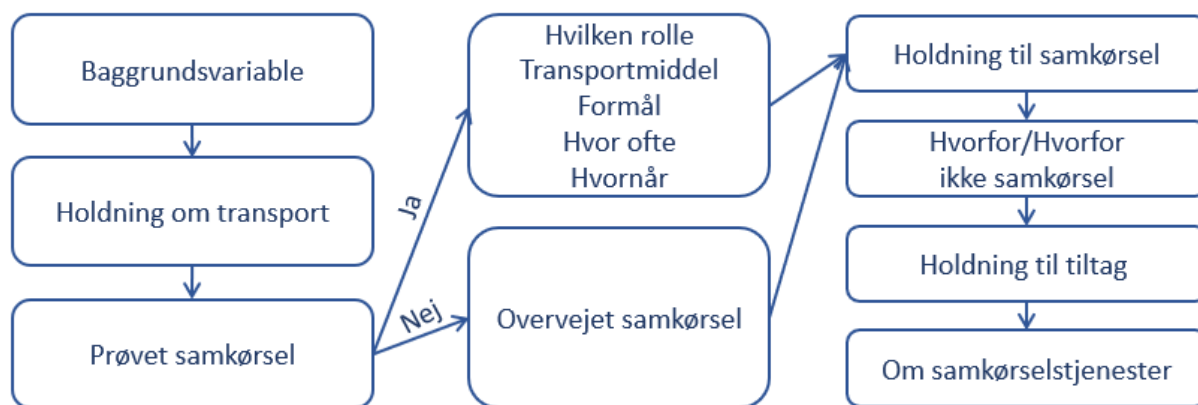 Baggrundsvariable
Holdning om transport
Prøvet samkørsel
Ja
Nej
Hvilken rolle
Transportmiddel
Formål
Hvor ofte
Hvornår
Overvejet samkørsel
Holdning til samkørsel
Hvorfor/Hvorfor
ikke samkørsel
Holdning til tiltag
Om samkørselstjenester